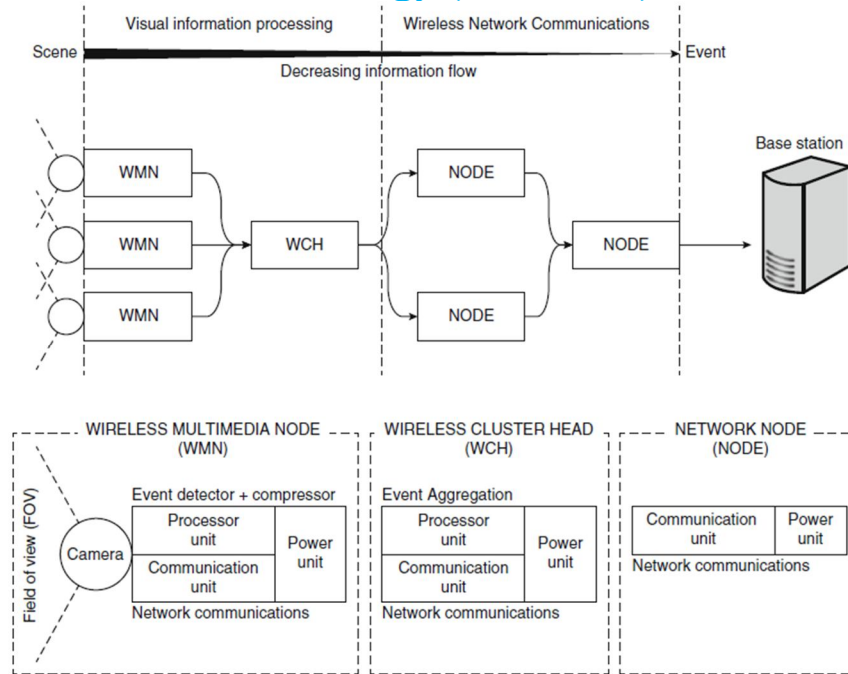 Visual information processing
Wireless Network Communications
Scene
Event
Decreasing information flow
Base station
WMN
NODE
WMN
WCH
NODE
WMN
NODE
WIRELESS MULTIMEDIA NODE
(WMN)
WIRELESS CLUSTER HEAD
(WCH)
NETWORK NODE
(NODE)
Field of view (FOV)
Camera
Event detector + compressor
Processor
unit
Communication
unit
Power
unit
Network communications
Event Aggregation
Processor
unit
Communication
unit
Power
unit
Network communications
Communication
unit
Power
unit
Network communications